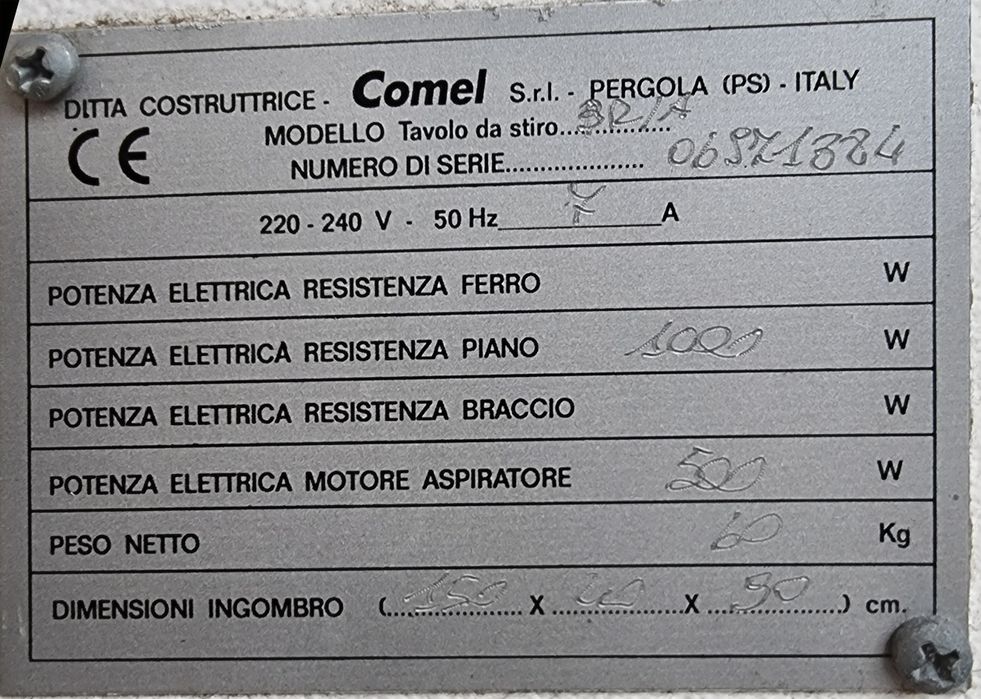 DITTA COSTRUTTRICE - Comel S.r.l. - PERGOLA (PS) - ITALY
CE
MODELLO Tavolo da stiro............... BR/A
NUMERO DI SERIE...................
220 - 240 V - 50 Hz A
POTENZA ELETTRICA RESISTENZA FERRO W
POTENZA ELETTRICA RESISTENZA PIANO 1000 W
POTENZA ELETTRICA RESISTENZA BRACCIO W
POTENZA ELETTRICA MOTORE ASPIRATORE 500 W
PESO NETTO 60 Kg
DIMENSIONI INGOMBRO (....150.... X .................. X ....90....) cm.